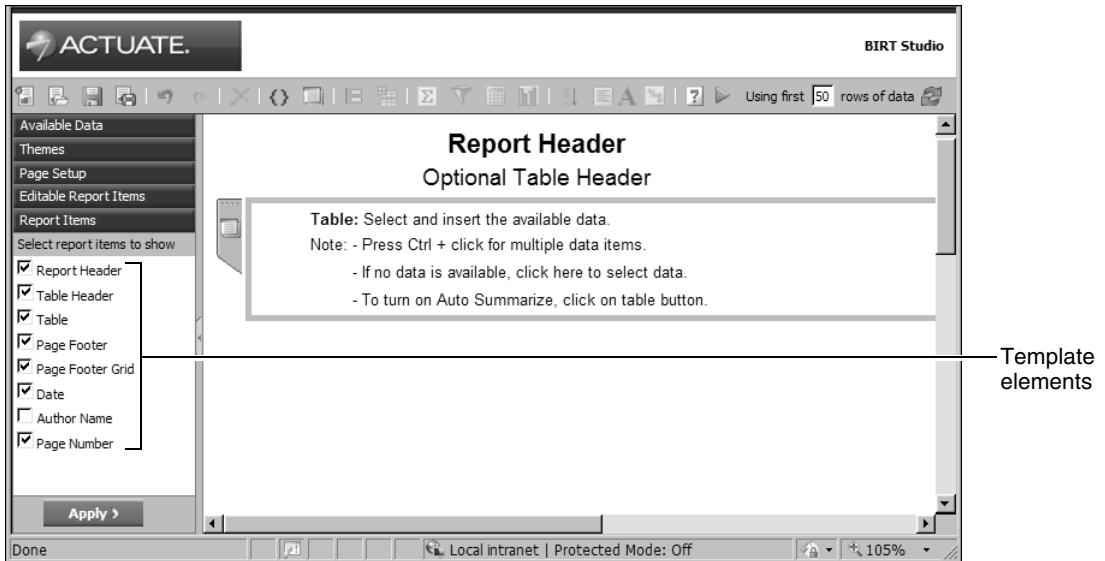 ACTUATE.
BIRT Studio
Using first 50 rows of data
Available Data
Themes
Page Setup
Editable Report Items
Report Items
Select report items to show
Report Header
Table Header
Table
Page Footer
Page Footer Grid
Date
Author Name
Page Number
Apply
Report Header
Optional Table Header
Table: Select and insert the available data.
Note: - Press Ctrl + click for multiple data items.
- If no data is available, click here to select data.
- To turn on Auto Summarize, click on table button.
Template
elements
Done
Local intranet | Protected Mode: Off
105%